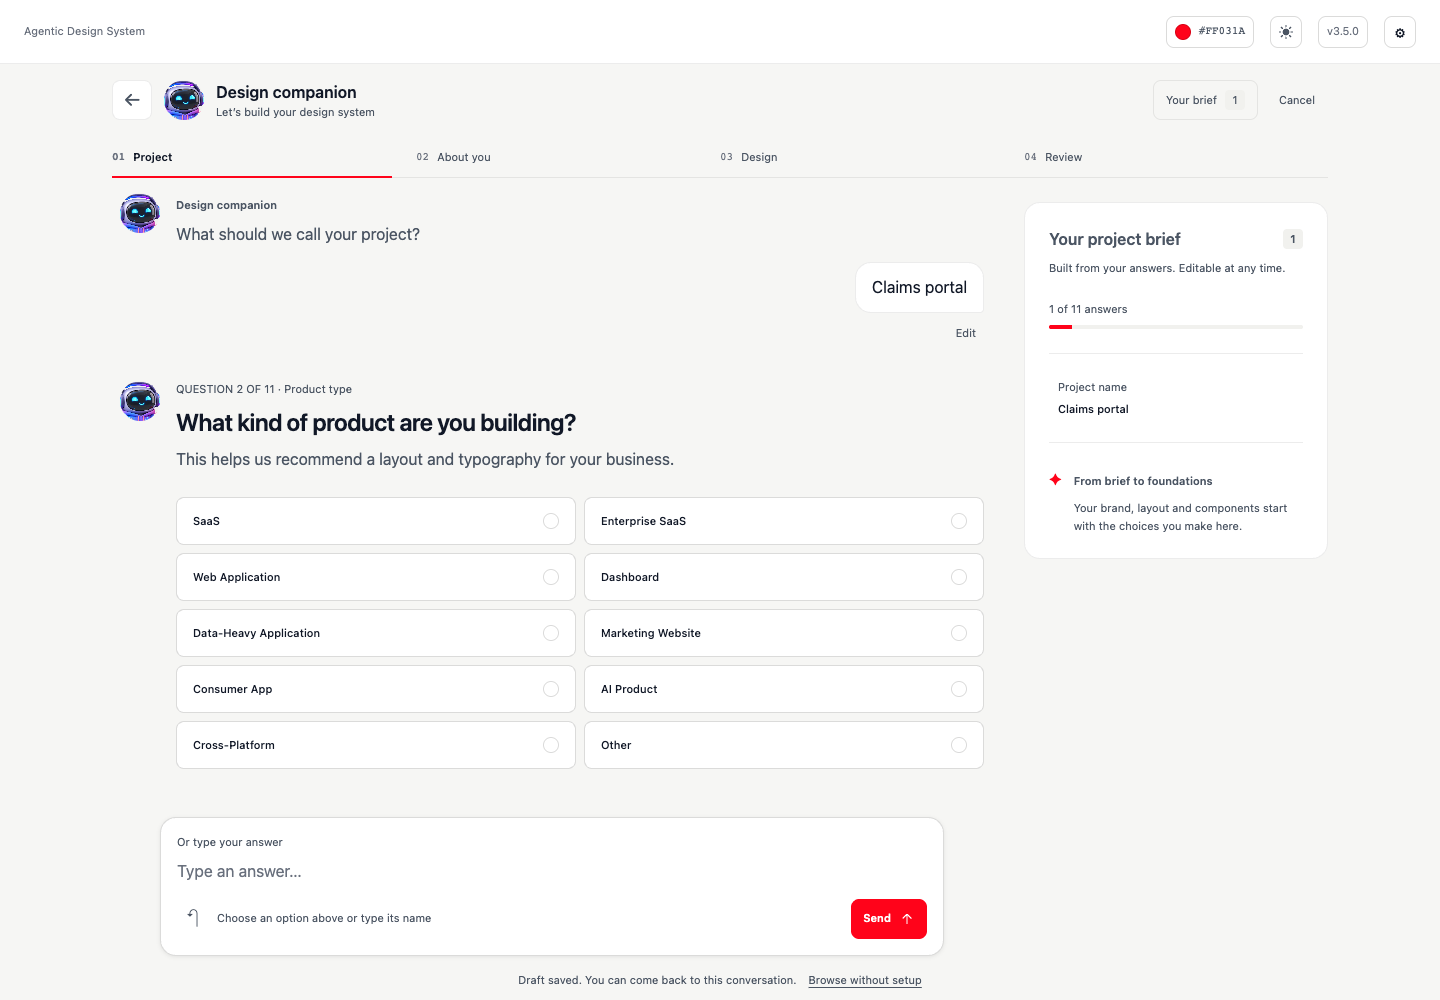 Agentic Design System
#FF031A
v3.5.0
Design companion
Let's build your design system
Your brief 1
Cancel
01 Project
02 About you
03 Design
04 Review
Design companion
What should we call your project?
Claims portal
Edit
QUESTION 2 OF 11 · Product type
What kind of product are you building?
This helps us recommend a layout and typography for your business.
SaaS
Enterprise SaaS
Web Application
Dashboard
Data-Heavy Application
Marketing Website
Consumer App
AI Product
Cross-Platform
Other
Or type your answer
Type an answer...
Choose an option above or type its name
Send
Draft saved. You can come back to this conversation. Browse without setup
Your project brief 1
Built from your answers. Editable at any time.
1 of 11 answers
Project name
Claims portal
From brief to foundations
Your brand, layout and components start
with the choices you make here.